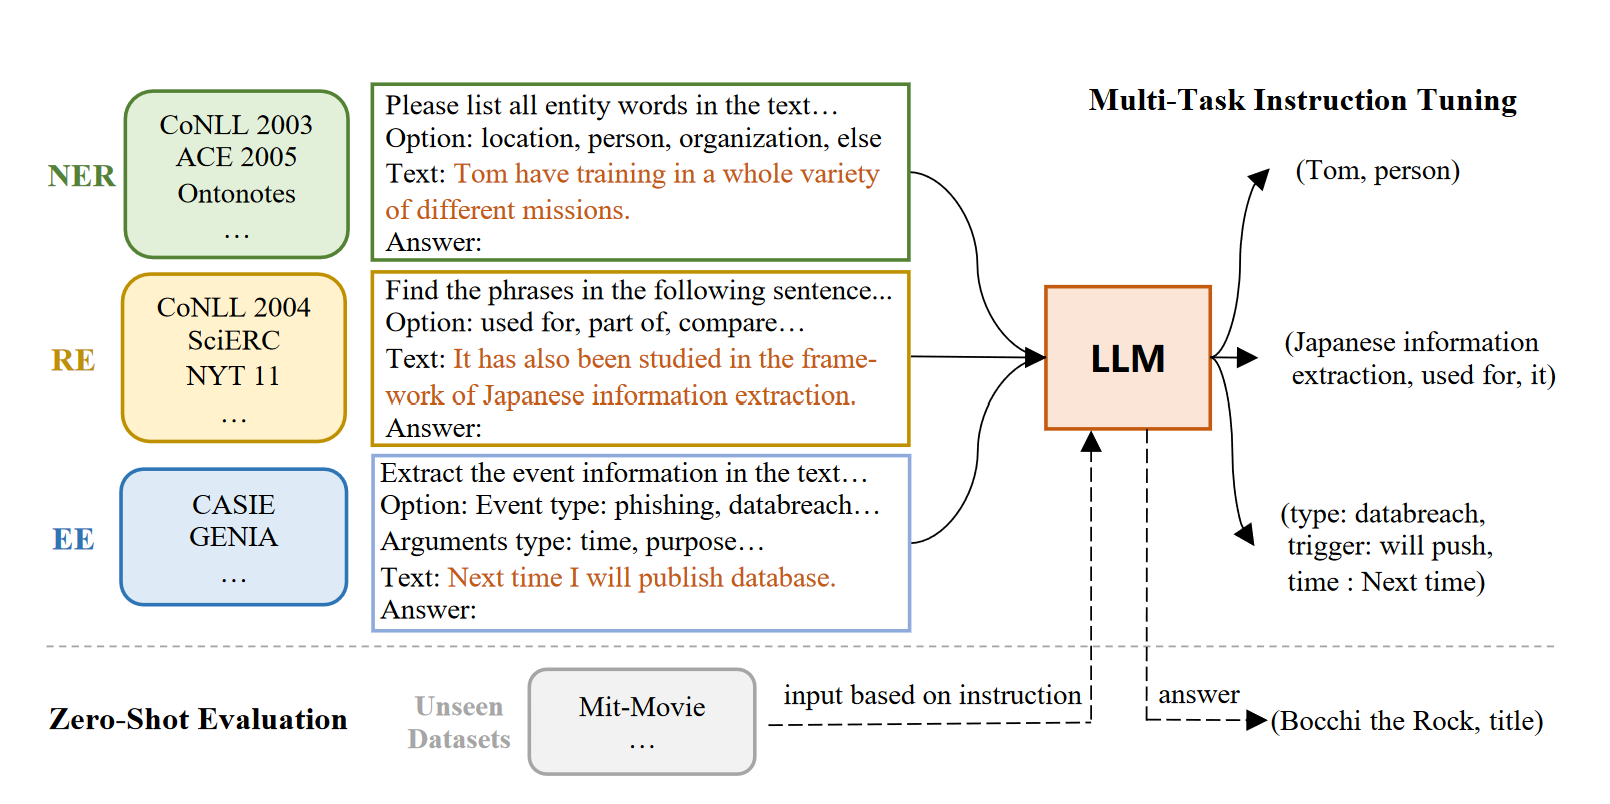 Multi-Task Instruction Tuning
NER
CoNLL 2003
ACE 2005
Ontonotes
…
Please list all entity words in the text…
Option: location, person, organization, else
Text: Tom have training in a whole variety
of different missions.
Answer:
(Tom, person)
RE
CoNLL 2004
SciERC
NYT 11
…
Find the phrases in the following sentence...
Option: used for, part of, compare…
Text: It has also been studied in the frame-
work of Japanese information extraction.
Answer:
LLM
(Japanese information
extraction, used for, it)
EE
CASIE
GENIA
…
Extract the event information in the text…
Option: Event type: phishing, databreach…
Arguments type: time, purpose…
Text: Next time I will publish database.
Answer:
(type: databreach,
trigger: will push,
time : Next time)
Zero-Shot Evaluation
Unseen
Datasets
Mit-Movie
…
input based on instruction
answer
(Bocchi the Rock, title)